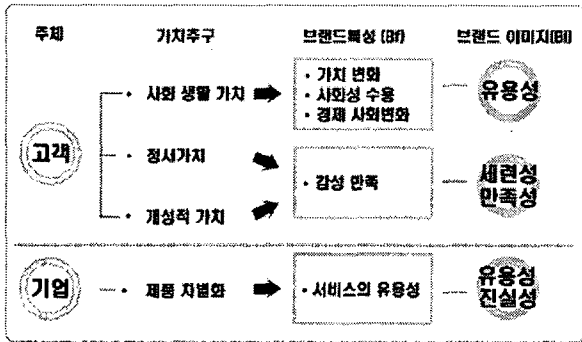 주체 가치추구 브랜드특성 (Bf) 브랜드 이미지(BI)
• 사회 생활 가치
• 가치 변화
• 사회성 수용
• 경제 사회변화
유용성
고객
• 정서가치
• 개성적 가치
• 감성 만족
세련성
만족성
기업
• 제품 차별화
• 서비스의 유용성
유용성
진실성